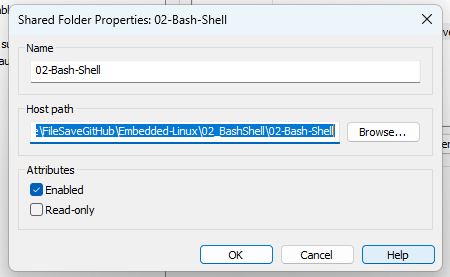 Shared Folder Properties: 02-Bash-Shell
Name
02-Bash-Shell
Host path
e\FileSaveGitHub\Embedded-Linux\02_BashShell\02-Bash-Shell
Browse...
Attributes
Enabled
Read-only
OK
Cancel
Help